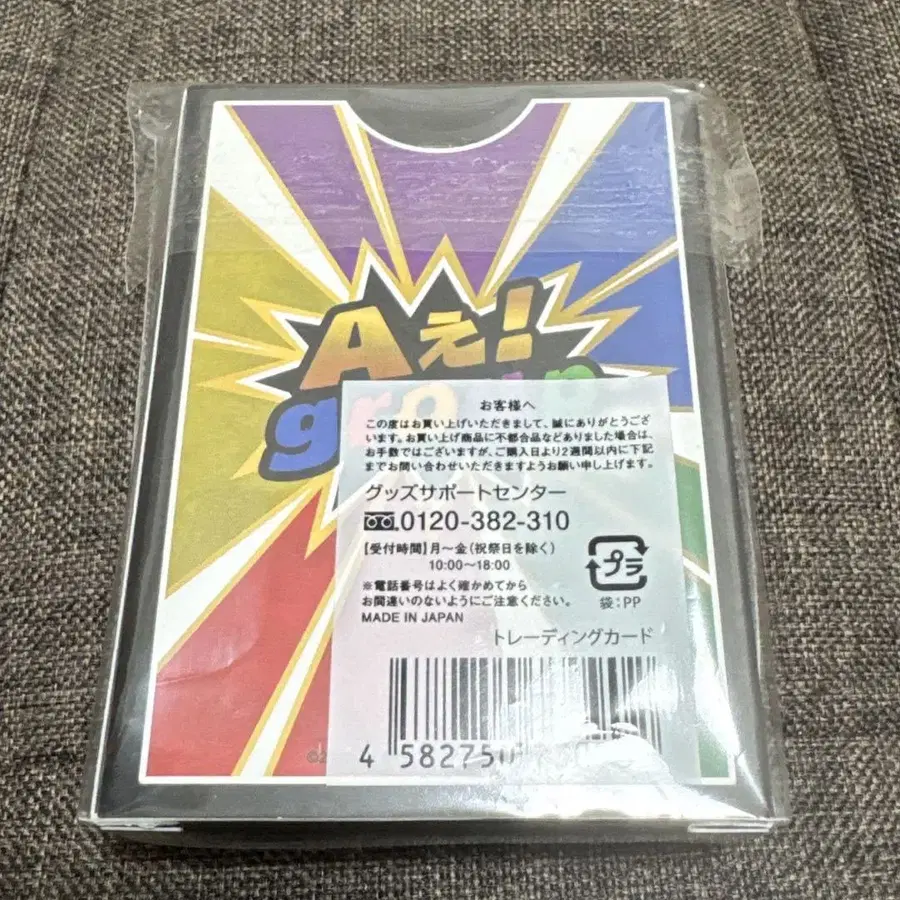 Aぇ!
group
お客様へ
この度はお買い上げいただきまして、誠にありがとうござ
います。お買い上げ商品に不都合品などありました場合は、
お手数ではございますが、ご購入日より2週間以内に下記
までお問い合わせいただきますようお願い申し上げます。
グッズサポートセンター
0120-382-310
【受付時間】月～金(祝祭日を除く)
10:00～18:00
※電話番号はよく確かめてから
お間違いのないようにご注意ください。
MADE IN JAPAN
プラ
袋:PP
トレーディングカード
4 582750